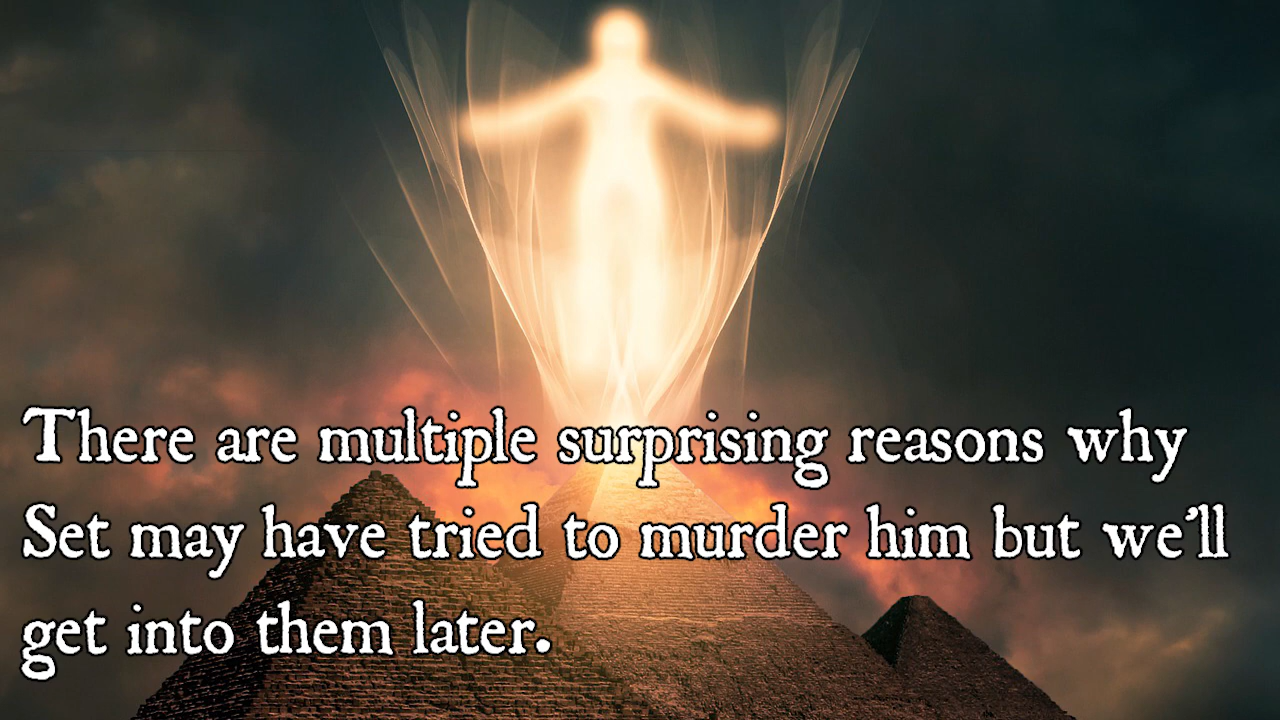 There are multiple surprising reasons why
Set may have tried to murder him but we'll
get into them later.